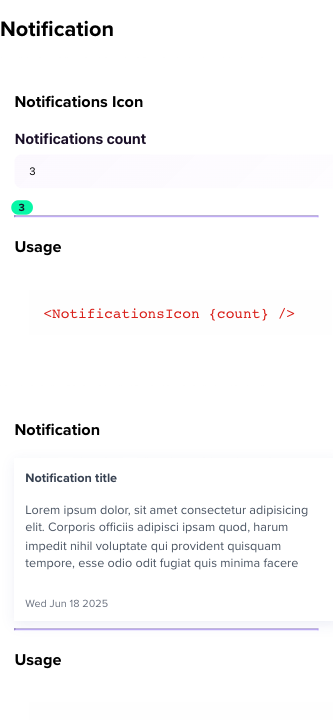 Notification
Notifications Icon
Notifications count
3
3
Usage
<NotificationsIcon {count} />
Notification
Notification title
Lorem ipsum dolor, sit amet consectetur adipisicing
elit. Corporis officiis adipisci ipsam quod, harum
impedit nihil voluptate qui provident quisquam
tempore, esse odio odit fugiat quis minima facere
Wed Jun 18 2025
Usage